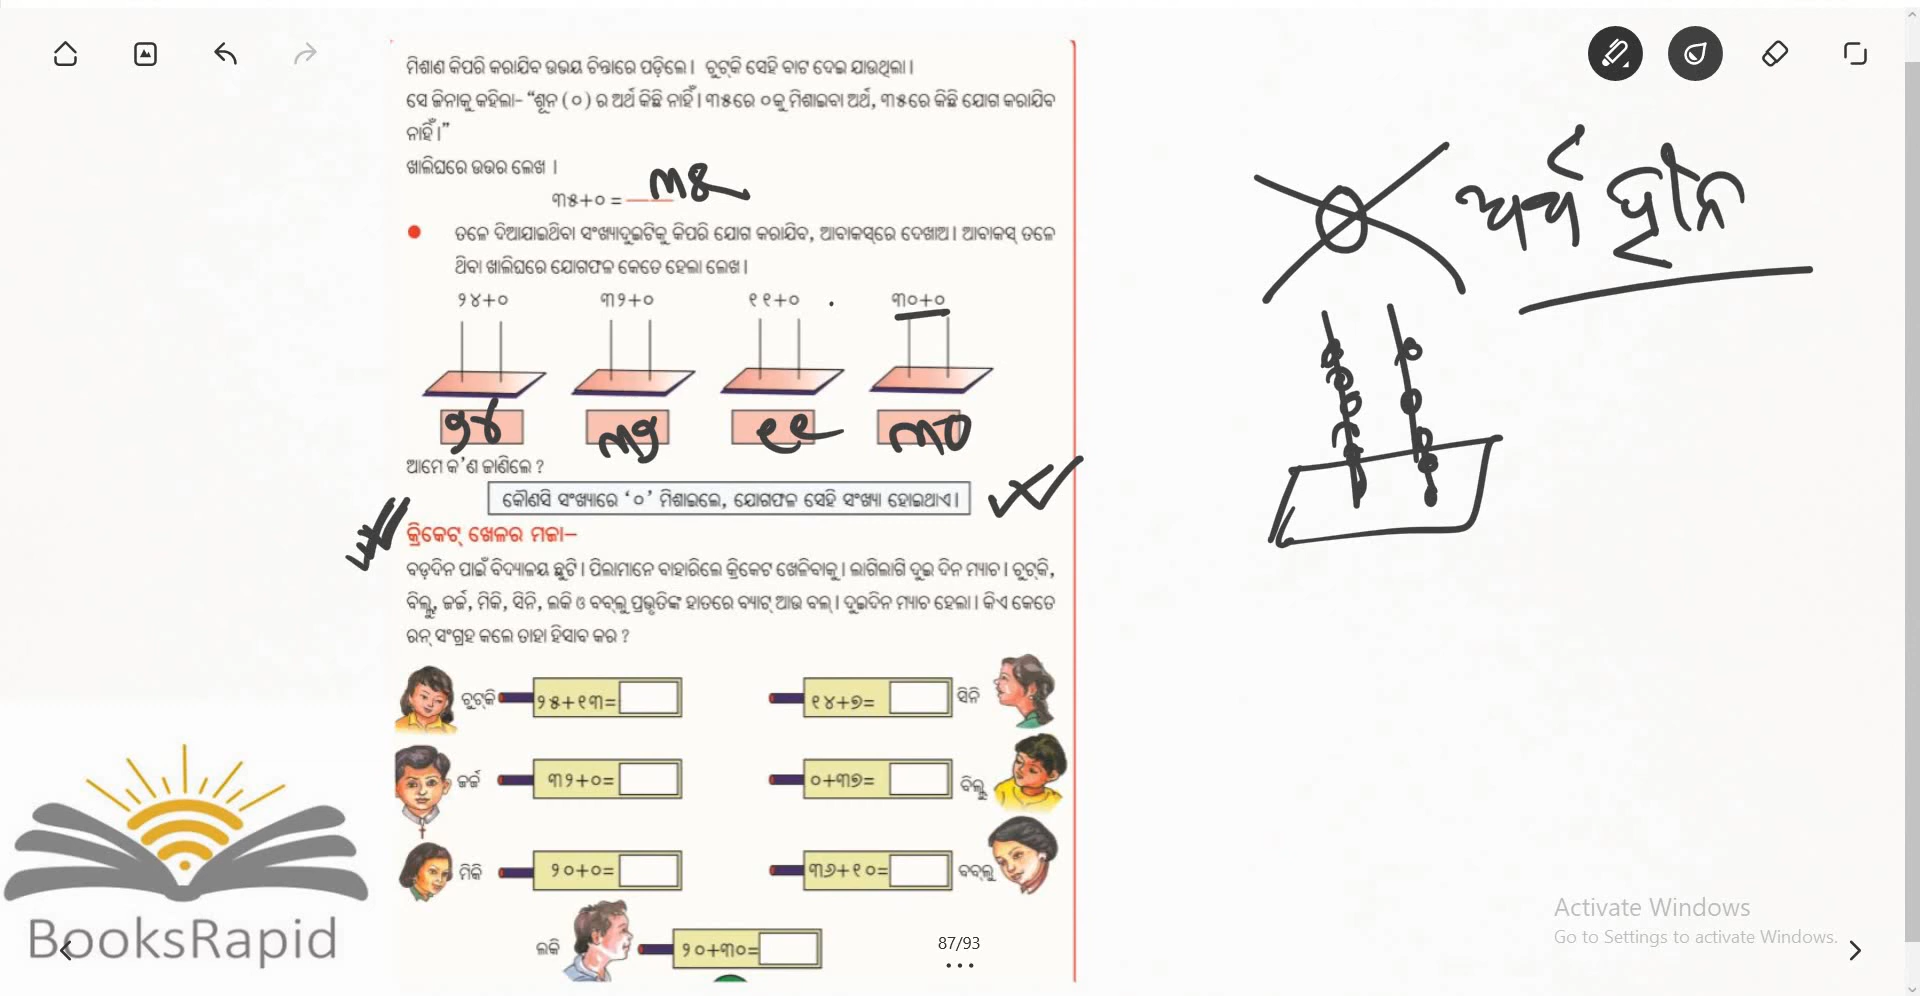 ମିଶାଣ କିପରି କରାଯିବ ଉଭୟ ଚିନ୍ତାରେ ପଡ଼ିଲେ। ଚୁଟ୍‌କି ସେହି ବାଟ ଦେଇ ଯାଉଥିଲା।
ସେ ଜିନାକୁ କହିଲା- “ଶୂନ (୦) ର ଅର୍ଥ କିଛି ନାହିଁ। ୩୫ରେ ୦କୁ ମିଶାଇବା ଅର୍ଥ, ୩୫ରେ କିଛି ଯୋଗ କରାଯିବ
ନାହିଁ।”
ଖାଲିଘରେ ଉତ୍ତର ଲେଖ ।
୩୫+୦ = ୩୫
ତଳେ ଦିଆଯାଇଥିବା ସଂଖ୍ୟାଦୁଇଟିକୁ କିପରି ଯୋଗ କରାଯିବ, ଆବାକସ୍‌ରେ ଦେଖାଅ। ଆବାକସ୍ ତଳେ
ଥିବା ଖାଲିଘରେ ଯୋଗଫଳ କେତେ ହେଲା ଲେଖ।
୨୪+୦ ୩୨+୦ ୧୧+୦ ୩୦+୦
୨୪ ୩୨ ୧୧ ୩୦
ଆମେ କ'ଣ ଜାଣିଲେ ?
କୌଣସି ସଂଖ୍ୟାରେ ‘୦’ ମିଶାଇଲେ, ଯୋଗଫଳ ସେହି ସଂଖ୍ୟା ହୋଇଥାଏ।
କ୍ରିକେଟ୍ ଖେଳର ମଜା–
ବଡ଼ଦିନ ପାଇଁ ବିଦ୍ୟାଳୟ ଛୁଟି। ପିଲାମାନେ ବାହାରିଲେ କ୍ରିକେଟ ଖେଳିବାକୁ। ଲାଗିଲାଗି ଦୁଇ ଦିନ ମ୍ୟାଚ। ଚୁଟ୍‌କି,
ବିଲ୍ଲୁ, ଜର୍ଜ, ମିକି, ସିନି, ଲକି ଓ ବବ୍‌ଲୁ ପ୍ରଭୃତିଙ୍କ ହାତରେ ବ୍ୟାଟ୍ ଆଉ ବଲ୍। ଦୁଇଦିନ ମ୍ୟାଚ ହେଲା। କିଏ କେତେ
ରନ୍ ସଂଗ୍ରହ କଲେ ତାହା ହିସାବ କର ?
ଚୁଟ୍‌କି ୨୫+୧୩= ୧୪+୭= ସିନି
ଜର୍ଜ ୩୨+୦= ୦+୩୭= ବିଲ୍ଲୁ
ମିକି ୨୦+୦= ୩୬+୧୦= ବବ୍‌ଲୁ
ଲକି ୨୦+୩୦=
87/93
ଅର୍ଥ ହୀନ
BooksRapid
Activate Windows
Go to Settings to activate Windows.